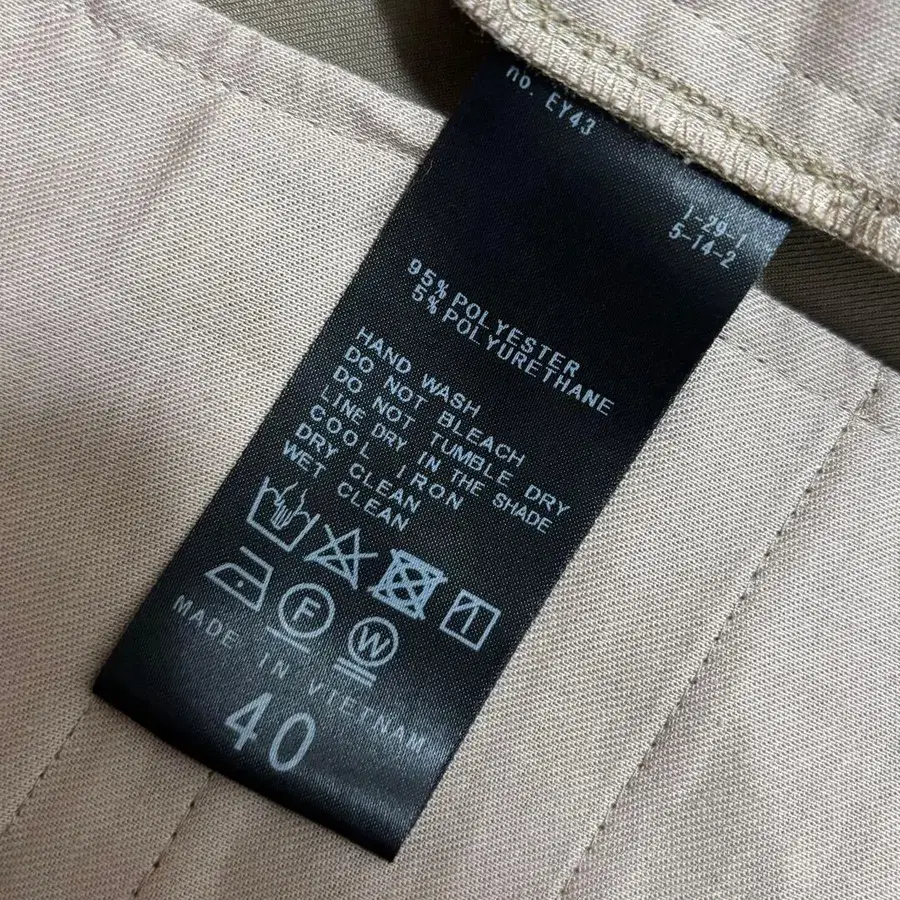 no. EY43
1-29-1
5-14-2
95% POLYESTER
5% POLYURETHANE
HAND WASH
DO NOT BLEACH
DO NOT TUMBLE DRY
LINE DRY IN THE SHADE
COOL IRON
DRY CLEAN
WET CLEAN
F
W
MADE IN VIETNAM
40